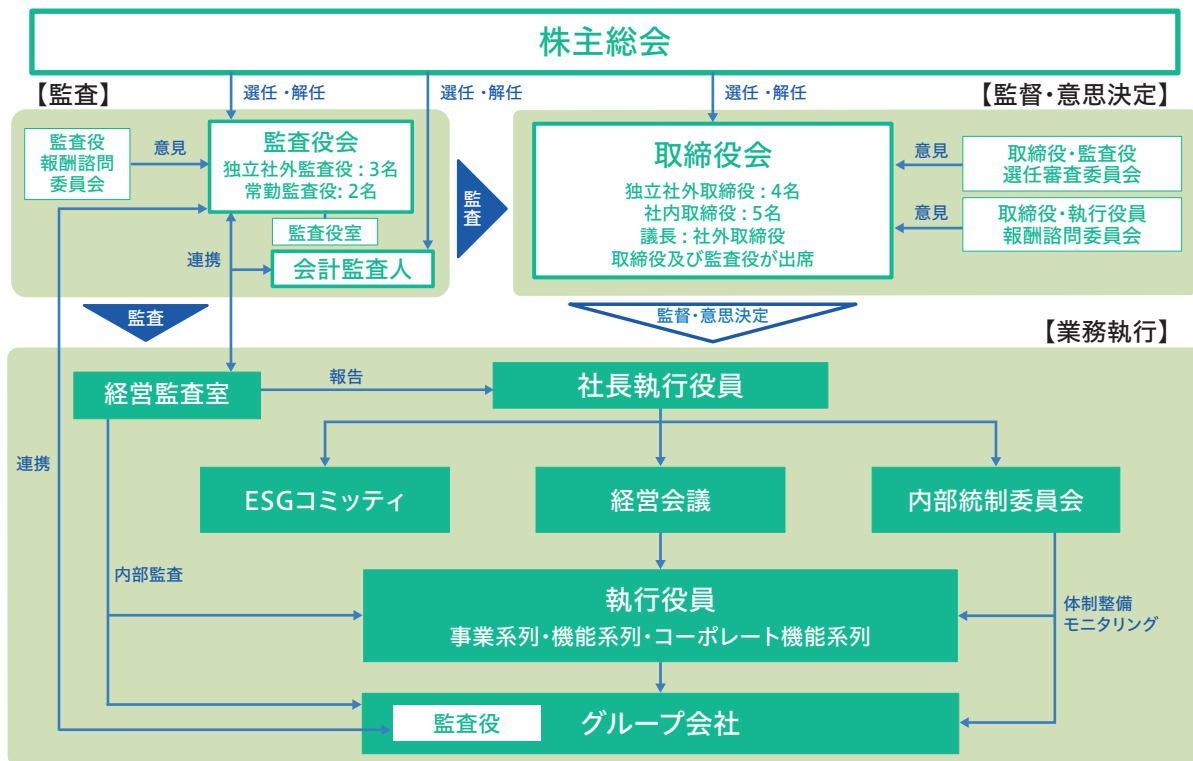 株主総会
【監査】
選任・解任
選任・解任
選任・解任
【監督・意思決定】
監査役
報酬諮問
委員会
意見
監査役会
独立社外監査役：3名
常勤監査役：2名
監査役室
連携
会計監査人
監査
取締役会
独立社外取締役：4名
社内取締役：5名
議長：社外取締役
取締役及び監査役が出席
意見
取締役・監査役
選任審査委員会
意見
取締役・執行役員
報酬諮問委員会
監査
監督・意思決定
【業務執行】
経営監査室
報告
社長執行役員
連携
ESGコミッティ
経営会議
内部統制委員会
内部監査
執行役員
事業系列・機能系列・コーポレート機能系列
体制整備
モニタリング
監査役
グループ会社